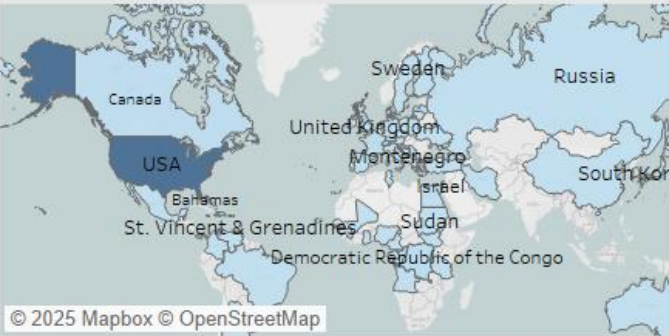 Sweden
Russia
Canada
United Kingdom
Montenegro
USA
South Kor
Israel
Bahamas
Sudan
St. Vincent & Grenadines
Democratic Republic of the Congo
© 2025 Mapbox © OpenStreetMap